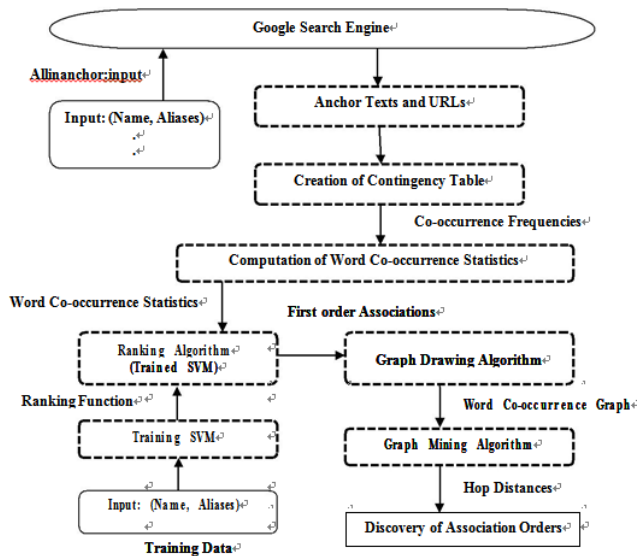 Google Search Engine
Allinanchor:input
Input: (Name, Aliases)
.
.
Anchor Texts and URLs
Creation of Contingency Table
Co-occurrence Frequencies
Computation of Word Co-occurrence Statistics
Word Co-occurrence Statistics
First order Associations
Ranking Algorithm
(Trained SVM)
Graph Drawing Algorithm
Ranking Function
Word Co-occurrence Graph
Training SVM
Graph Mining Algorithm
Hop Distances
Input: (Name, Aliases)
Discovery of Association Orders
Training Data